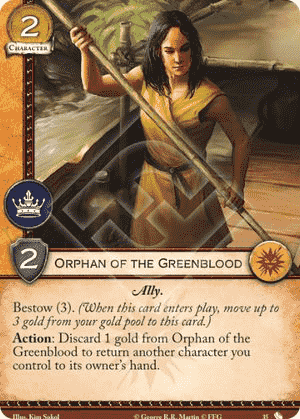 2
CHARACTER
2
ORPHAN OF THE GREENBLOOD
Ally.
Bestow (3). (When this card enters play, move up to
3 gold from your gold pool to this card.)
Action: Discard 1 gold from Orphan of the
Greenblood to return another character you
control to its owner's hand.
Illus. Kim Sokol
© George R.R. Martin © FFG
15